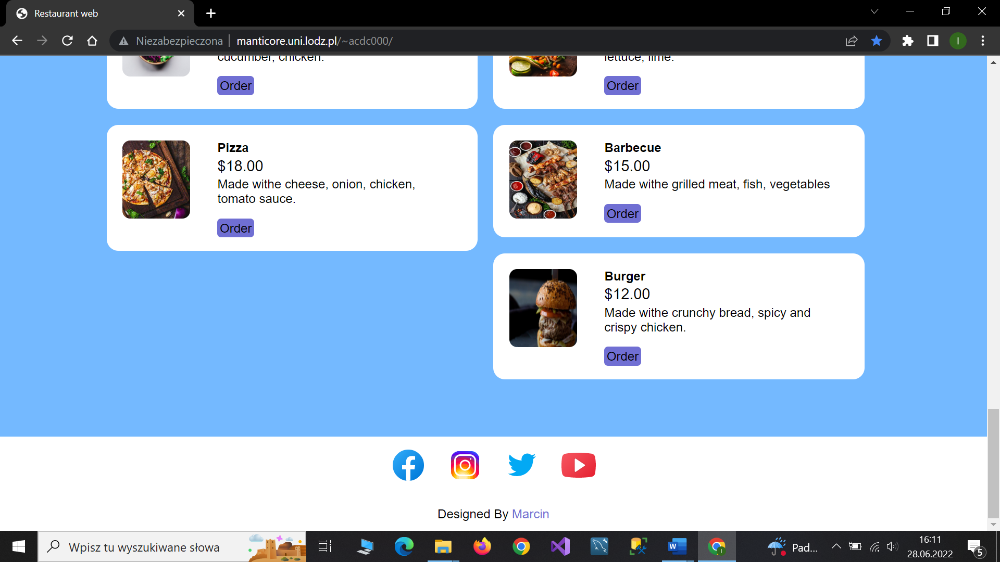 Restaurant web
Niezabezpieczona
manticore.uni.lodz.pl/~acdc000/
cucumber, chicken.
Order
lettuce, lime.
Order
Pizza
$18.00
Made withe cheese, onion, chicken,
tomato sauce.
Order
Barbecue
$15.00
Made withe grilled meat, fish, vegetables
Order
Burger
$12.00
Made withe crunchy bread, spicy and
crispy chicken.
Order
Designed By Marcin
Wpisz tu wyszukiwane słowa
Pad...
16:11
28.06.2022
5